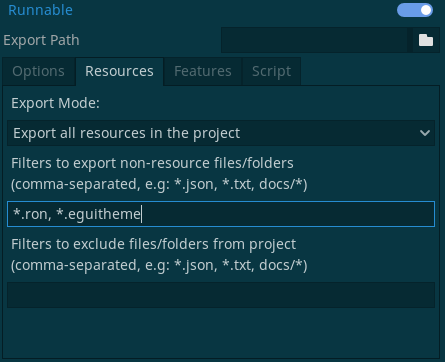 Runnable
Export Path
Options Resources Features Script
Export Mode:
Export all resources in the project
Filters to export non-resource files/folders
(comma-separated, e.g: *.json, *.txt, docs/*)
*.ron, *.eguitheme
Filters to exclude files/folders from project
(comma-separated, e.g: *.json, *.txt, docs/*)